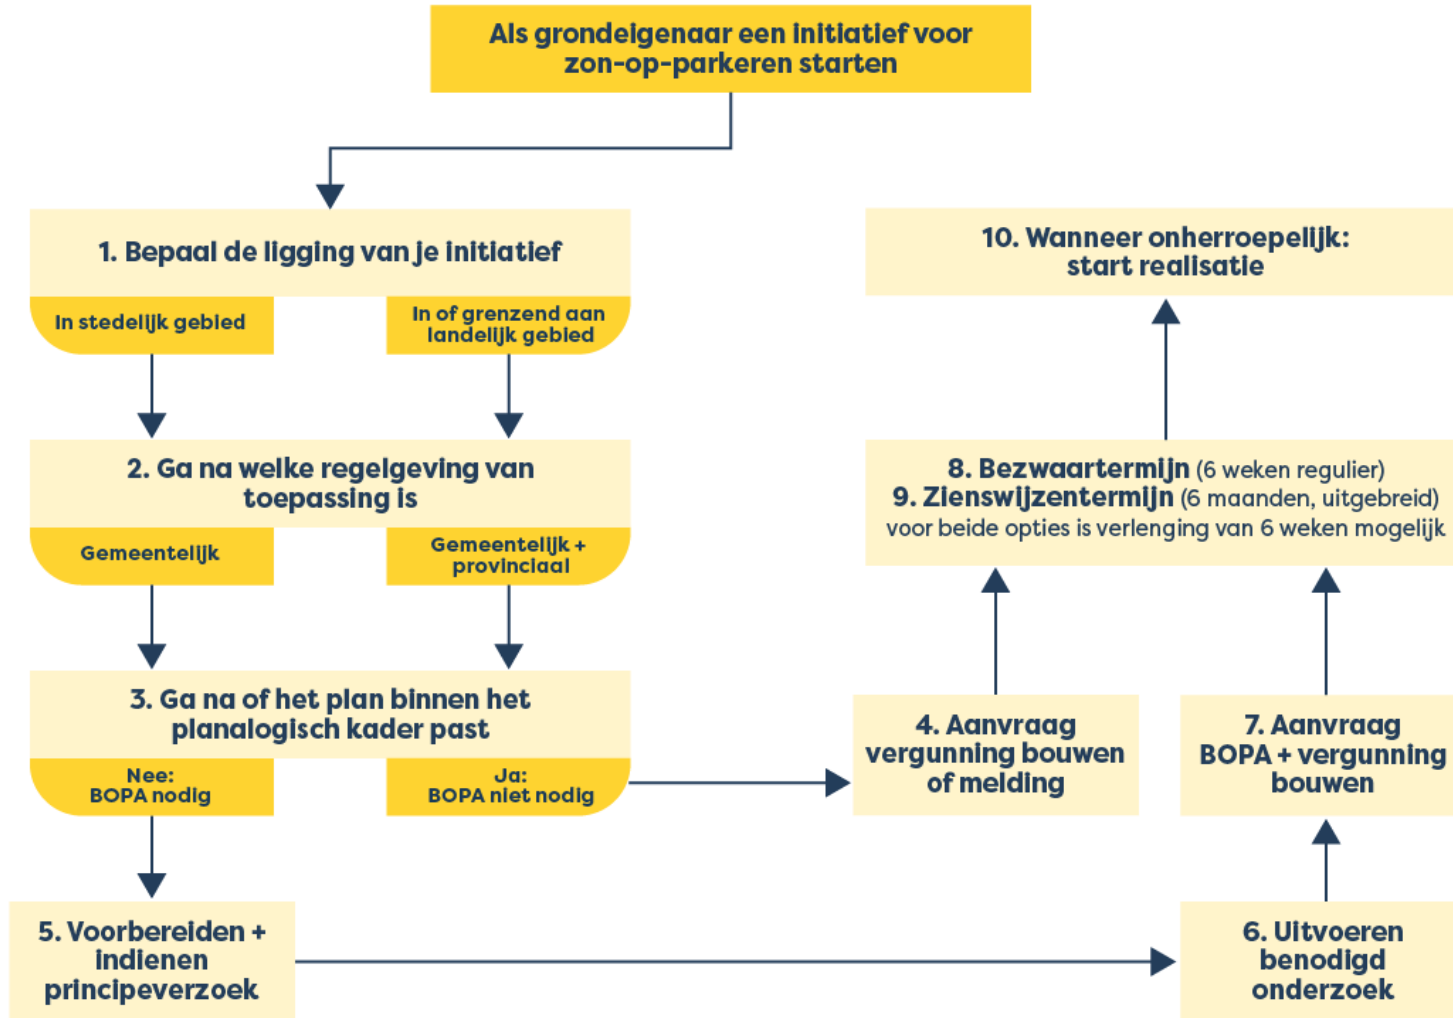 Als grondeigenaar een initiatief voor
zon-op-parkeren starten
1. Bepaal de ligging van je initiatief
In stedelijk gebied
In of grenzend aan
landelijk gebied
2. Ga na welke regelgeving van
toepassing is
Gemeentelijk
Gemeentelijk +
provinciaal
3. Ga na of het plan binnen het
planalogisch kader past
Nee:
BOPA nodig
Ja:
BOPA niet nodig
4. Aanvraag
vergunning bouwen
of melding
5. Voorbereiden +
indienen
principeverzoek
6. Uitvoeren
benodigd
onderzoek
7. Aanvraag
BOPA + vergunning
bouwen
8. Bezwaartermijn (6 weken regulier)
9. Zienswijzentermijn (6 maanden, uitgebreid)
voor beide opties is verlenging van 6 weken mogelijk
10. Wanneer onherroepelijk:
start realisatie